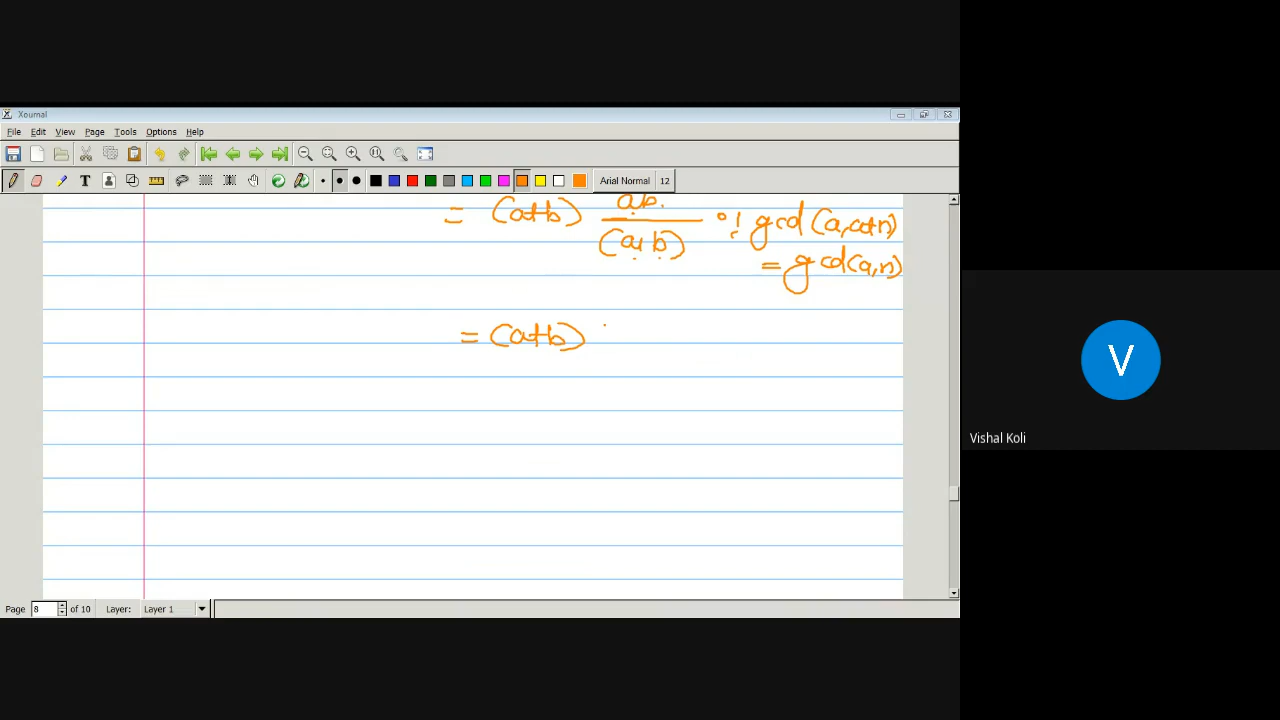 Xournal
File Edit View Page Tools Options Help
T Arial Normal 12
= (a+b) ab. / (a, b) ∵ gcd (a, a+n)
= gcd(a,n)
= (a+b)
V
Vishal Koli
Page 8 of 10 Layer: Layer 1